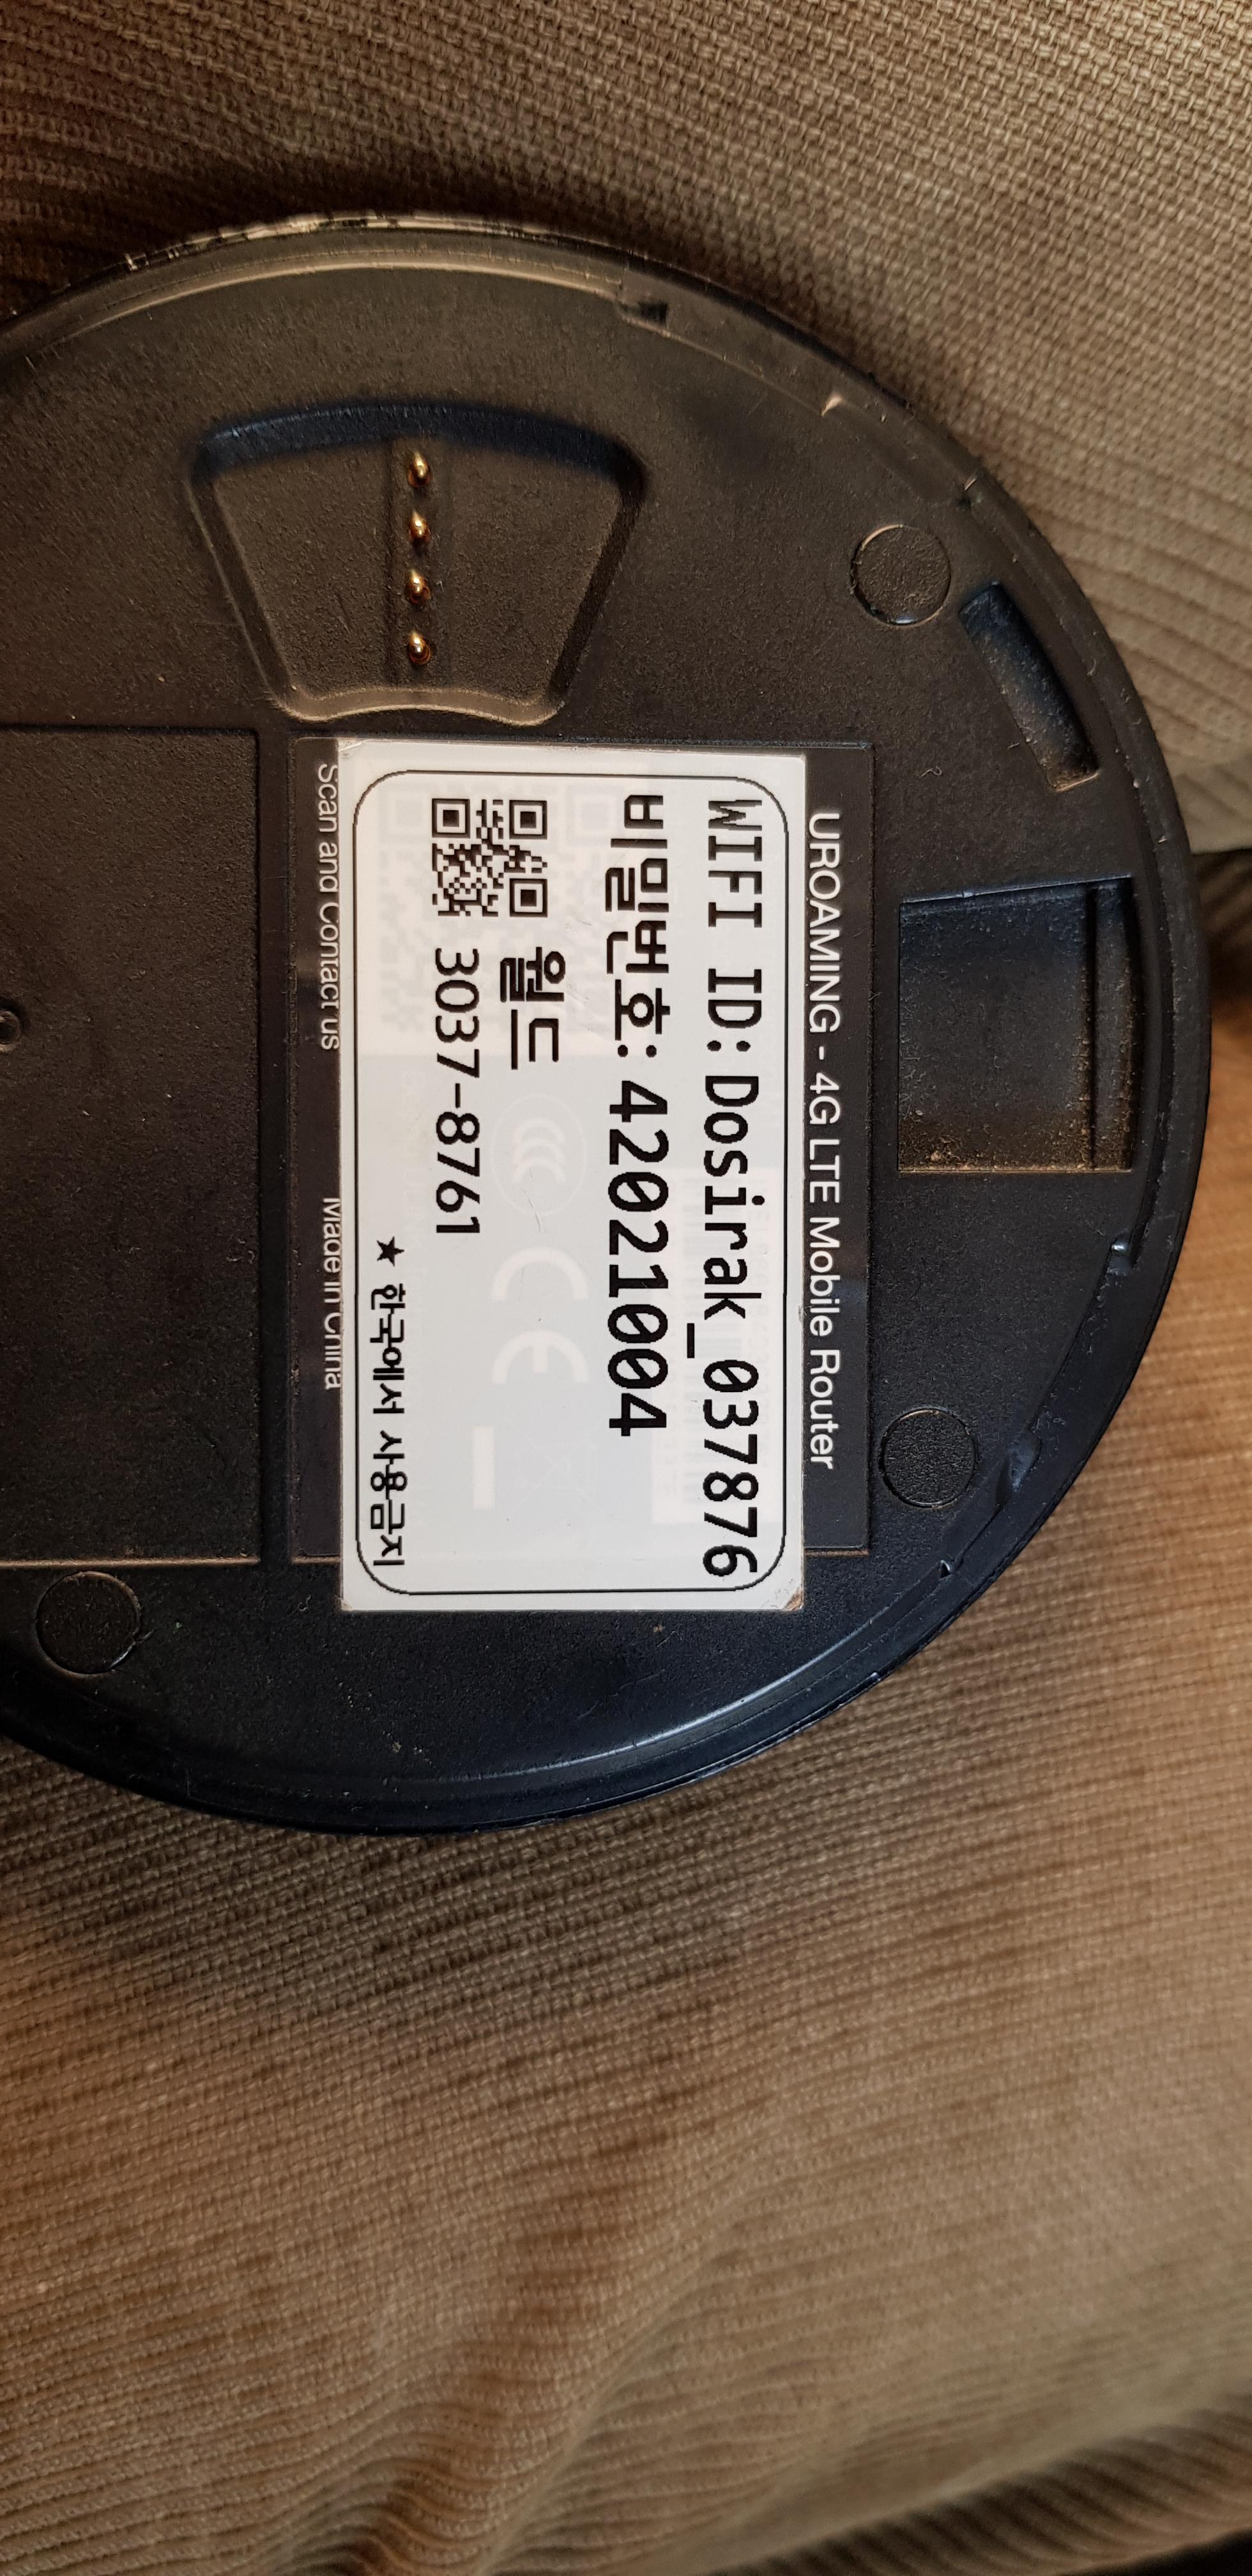 UROAMING - 4G LTE Mobile Router
WIFI ID: Dosirak_037876
비밀번호: 42021004
월드
3037-8761
★ 한국에서 사용금지
Scan and Contact us
Made in China